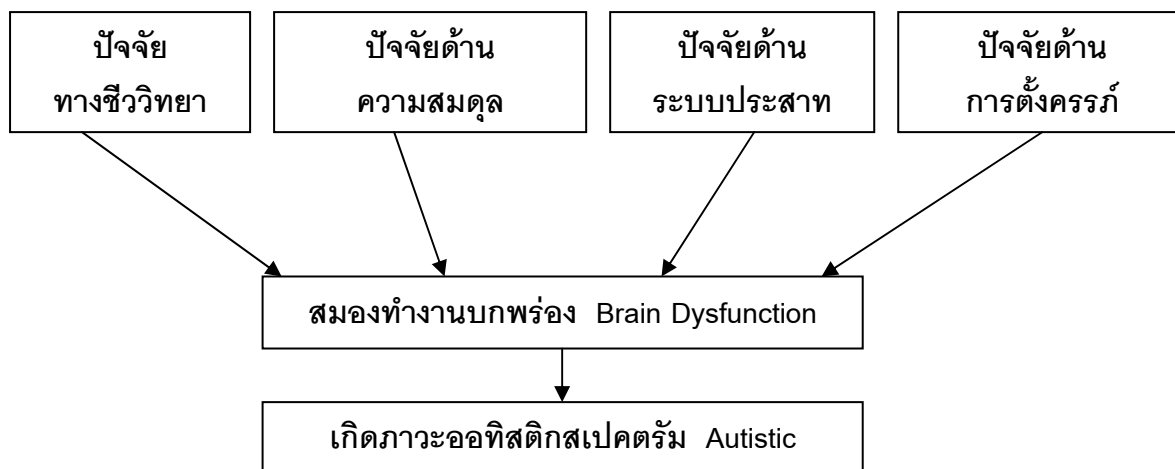 ปัจจัย
ทางชีววิทยา
ปัจจัยด้าน
ความสมดุล
ปัจจัยด้าน
ระบบประสาท
ปัจจัยด้าน
การตั้งครรภ์
สมองทำงานบกพร่อง Brain Dysfunction
เกิดภาวะออทิสติกสเปคตรัม Autistic